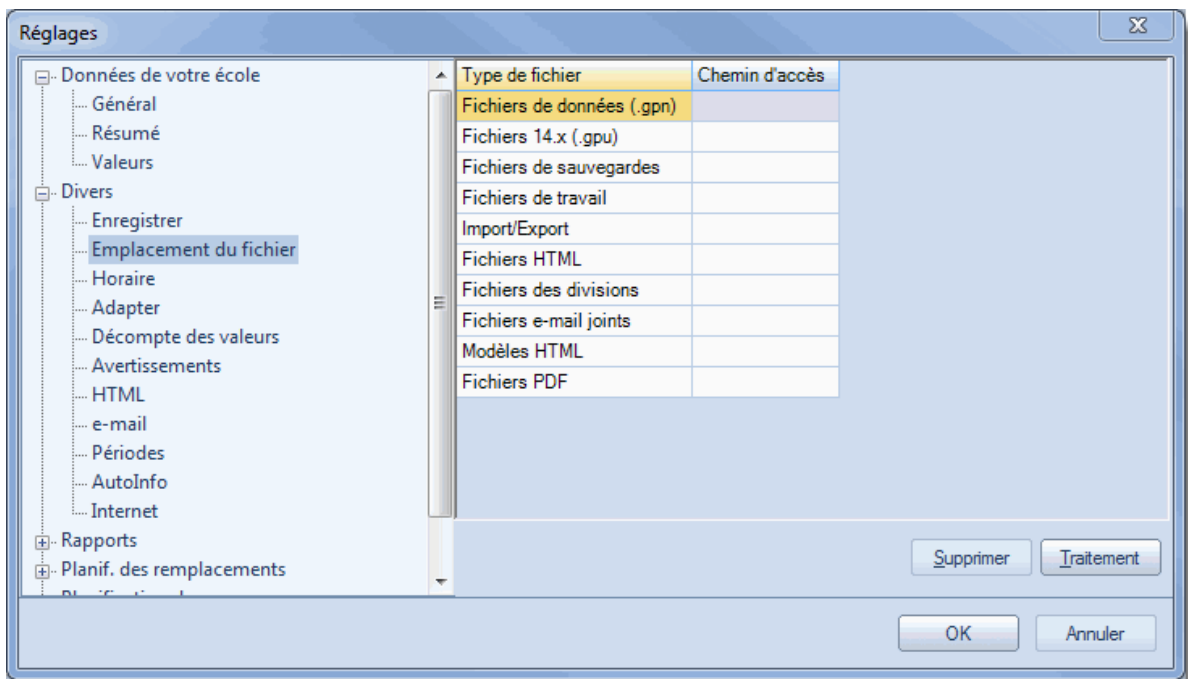 Réglages
Données de votre école
Général
Résumé
Valeurs
Divers
Enregistrer
Emplacement du fichier
Horaire
Adapter
Décompte des valeurs
Avertissements
HTML
e-mail
Périodes
AutoInfo
Internet
Rapports
Planif. des remplacements
Type de fichier Chemin d'accès
Fichiers de données (.gpn)
Fichiers 14.x (.gpu)
Fichiers de sauvegardes
Fichiers de travail
Import/Export
Fichiers HTML
Fichiers des divisions
Fichiers e-mail joints
Modèles HTML
Fichiers PDF
Supprimer Traitement
OK Annuler